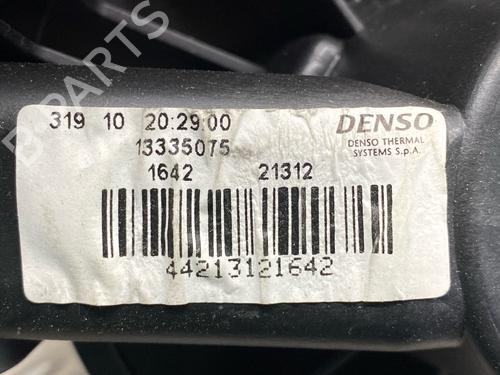 319 10 20:29:00
DENSO
DENSO THERMAL
SYSTEMS S.p.A.
13335075
1642 21312
44213121642
B-PARTS